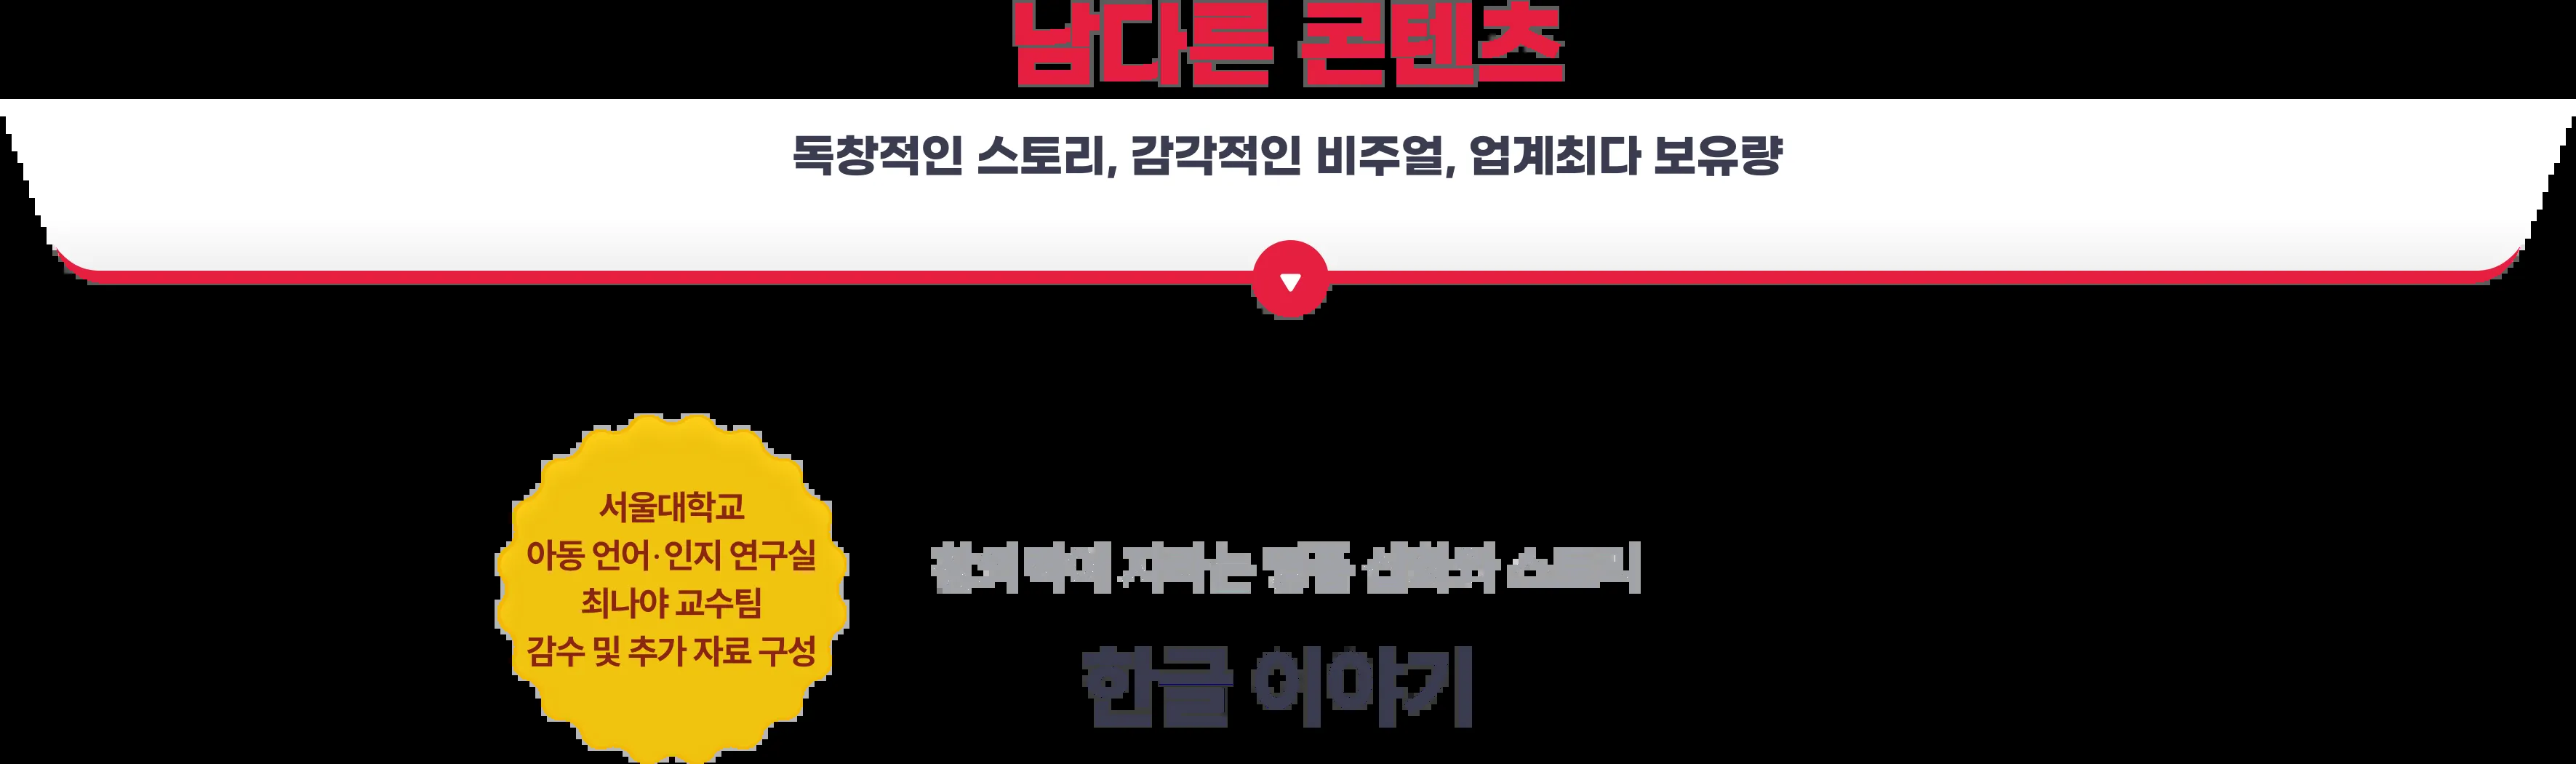 남다른 콘텐츠
독창적인 스토리, 감각적인 비주얼, 업계최다 보유량
서울대학교
아동 언어·인지 연구실
최나야 교수팀
감수 및 추가 자료 구성
한글 이야기